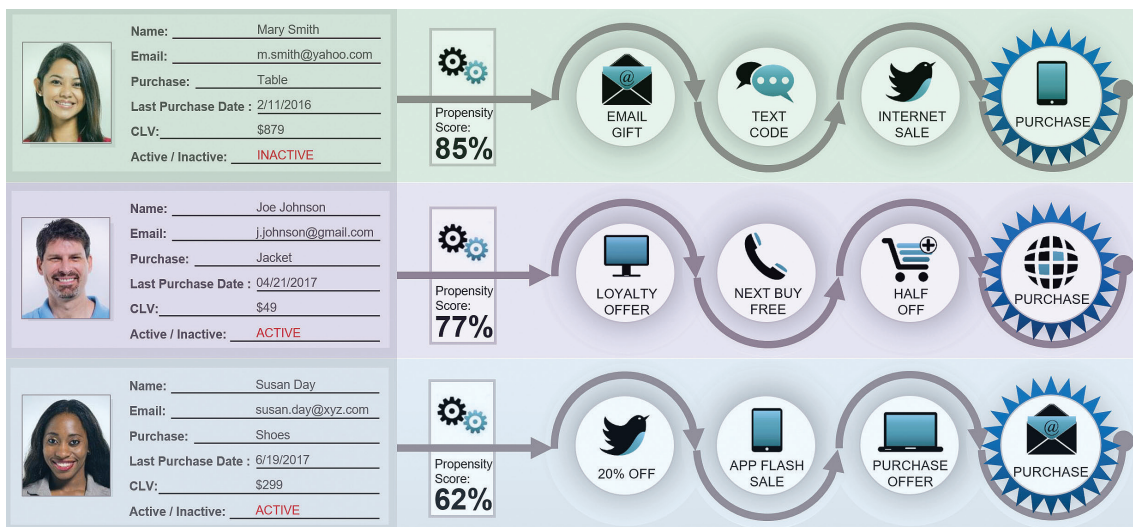 Name: Mary Smith
Email: m.smith@yahoo.com
Purchase: Table
Last Purchase Date : 2/11/2016
CLV: $879
Active / Inactive: INACTIVE
Propensity
Score:
85%
@
EMAIL
GIFT
TEXT
CODE
INTERNET
SALE
PURCHASE
Name: Joe Johnson
Email: j.johnson@gmail.com
Purchase: Jacket
Last Purchase Date : 04/21/2017
CLV: $49
Active / Inactive: ACTIVE
Propensity
Score:
77%
LOYALTY
OFFER
NEXT BUY
FREE
HALF
OFF
PURCHASE
Name: Susan Day
Email: susan.day@xyz.com
Purchase: Shoes
Last Purchase Date : 6/19/2017
CLV: $299
Active / Inactive: ACTIVE
Propensity
Score:
62%
20% OFF
APP FLASH
SALE
PURCHASE
OFFER
@
PURCHASE